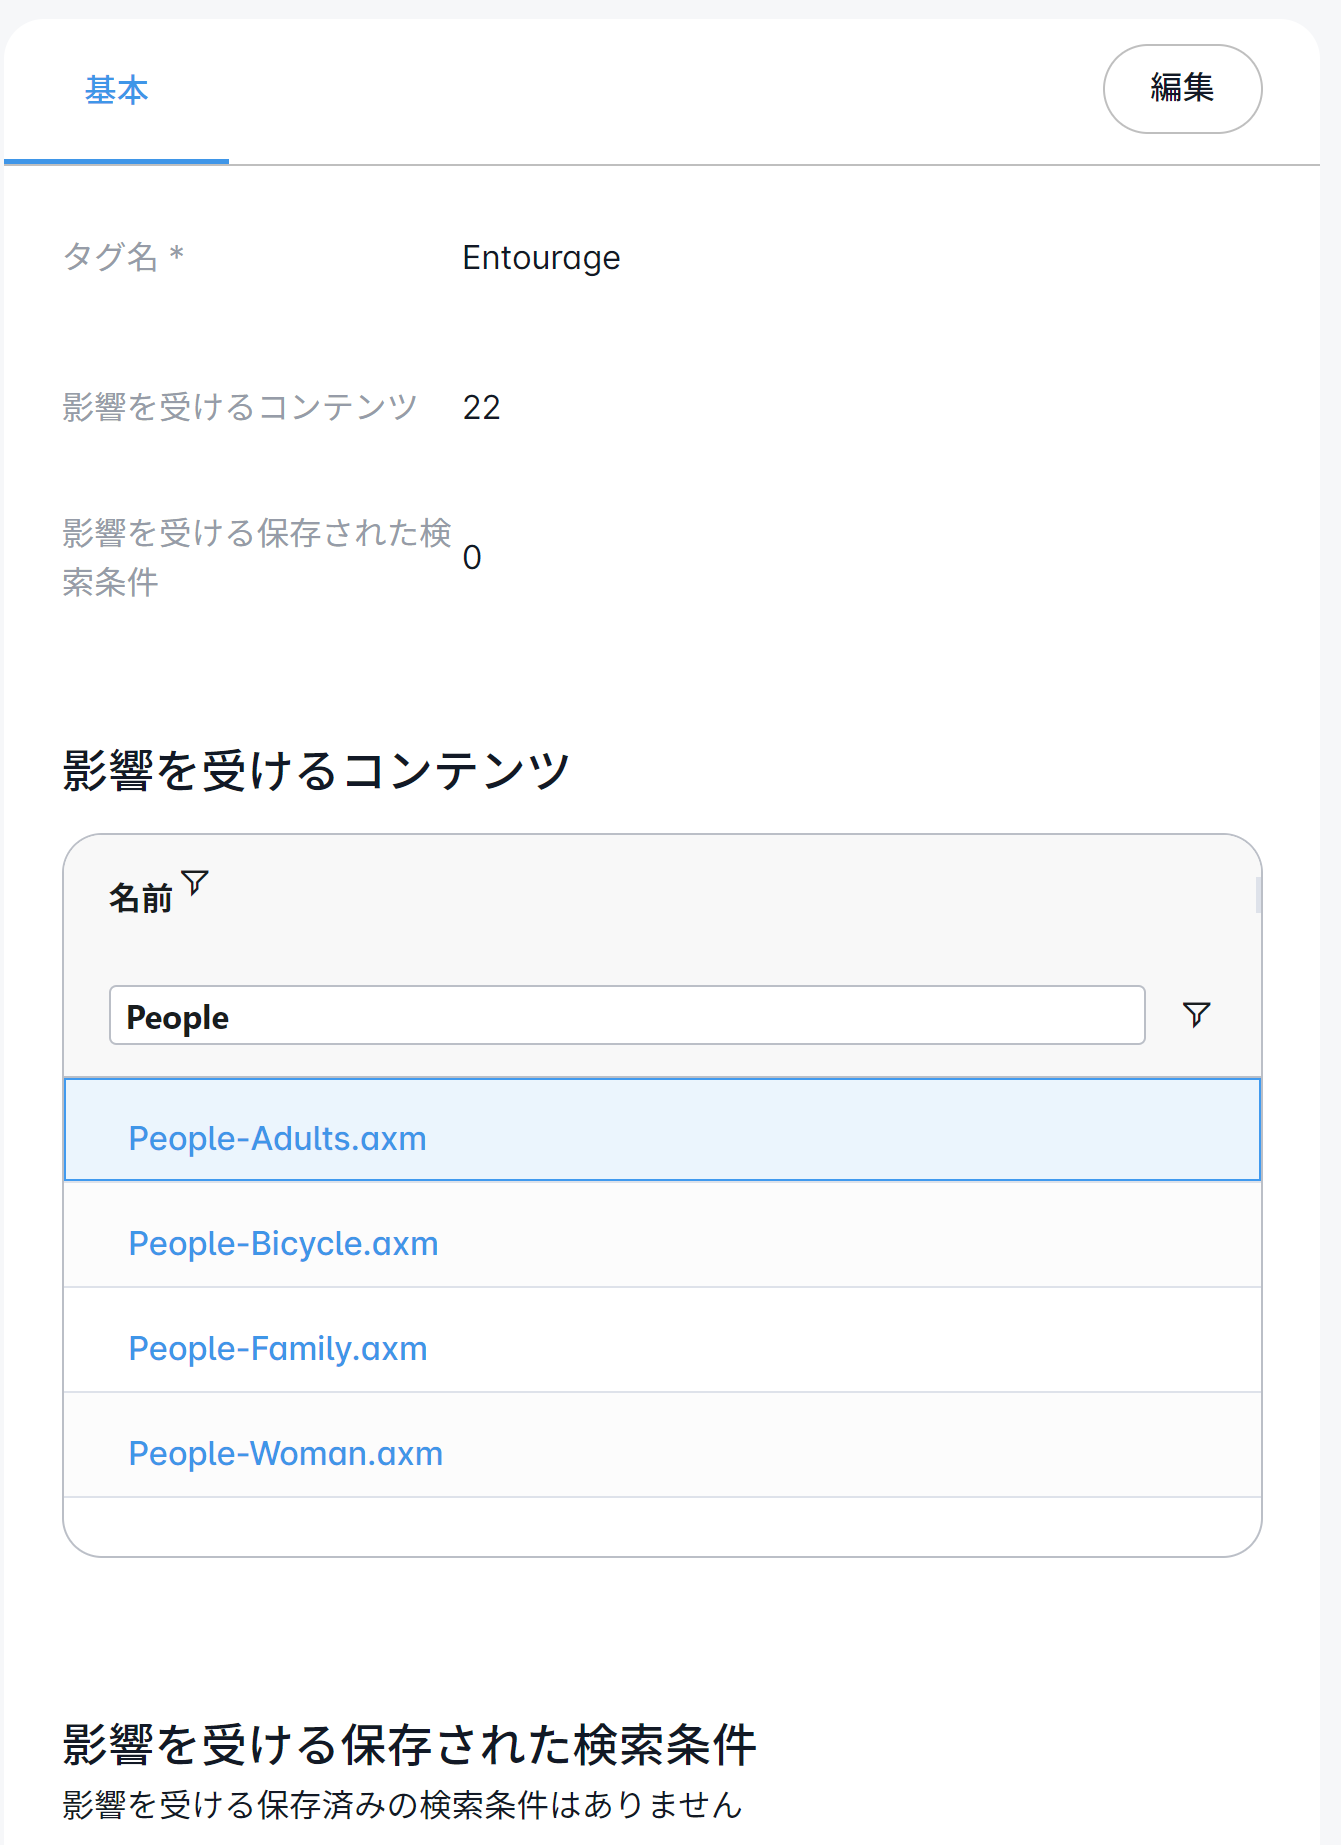 基本
編集
タグ名 *
Entourage
影響を受けるコンテンツ
22
影響を受ける保存された検
索条件
0
影響を受けるコンテンツ
名前
People
People-Adults.axm
People-Bicycle.axm
People-Family.axm
People-Woman.axm
影響を受ける保存された検索条件
影響を受ける保存済みの検索条件はありません